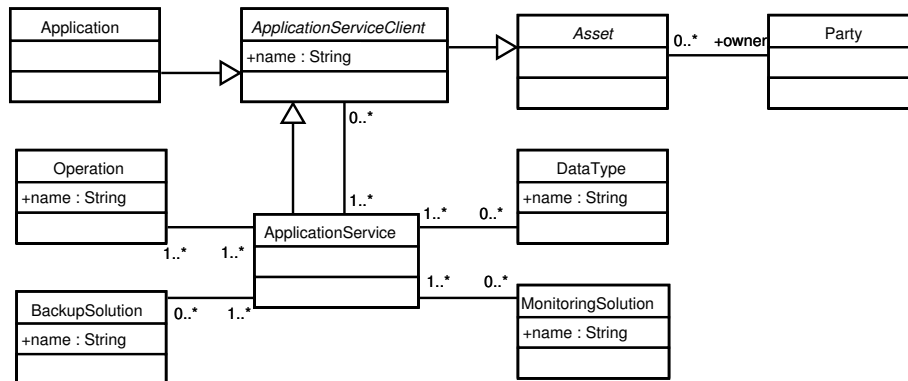 Application
ApplicationServiceClient
+name : String
Asset
0..*
+owner
Party
0..*
Operation
+name : String
DataType
+name : String
1..*
ApplicationService
1..*
0..*
1..*
1..*
1..*
0..*
BackupSolution
+name : String
0..*
1..*
MonitoringSolution
+name : String